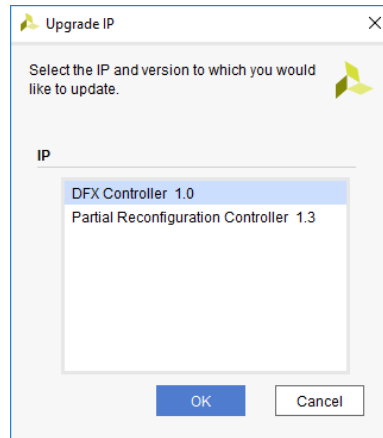 Upgrade IP
Select the IP and version to which you would
like to update.
IP
DFX Controller 1.0
Partial Reconfiguration Controller 1.3
OK
Cancel